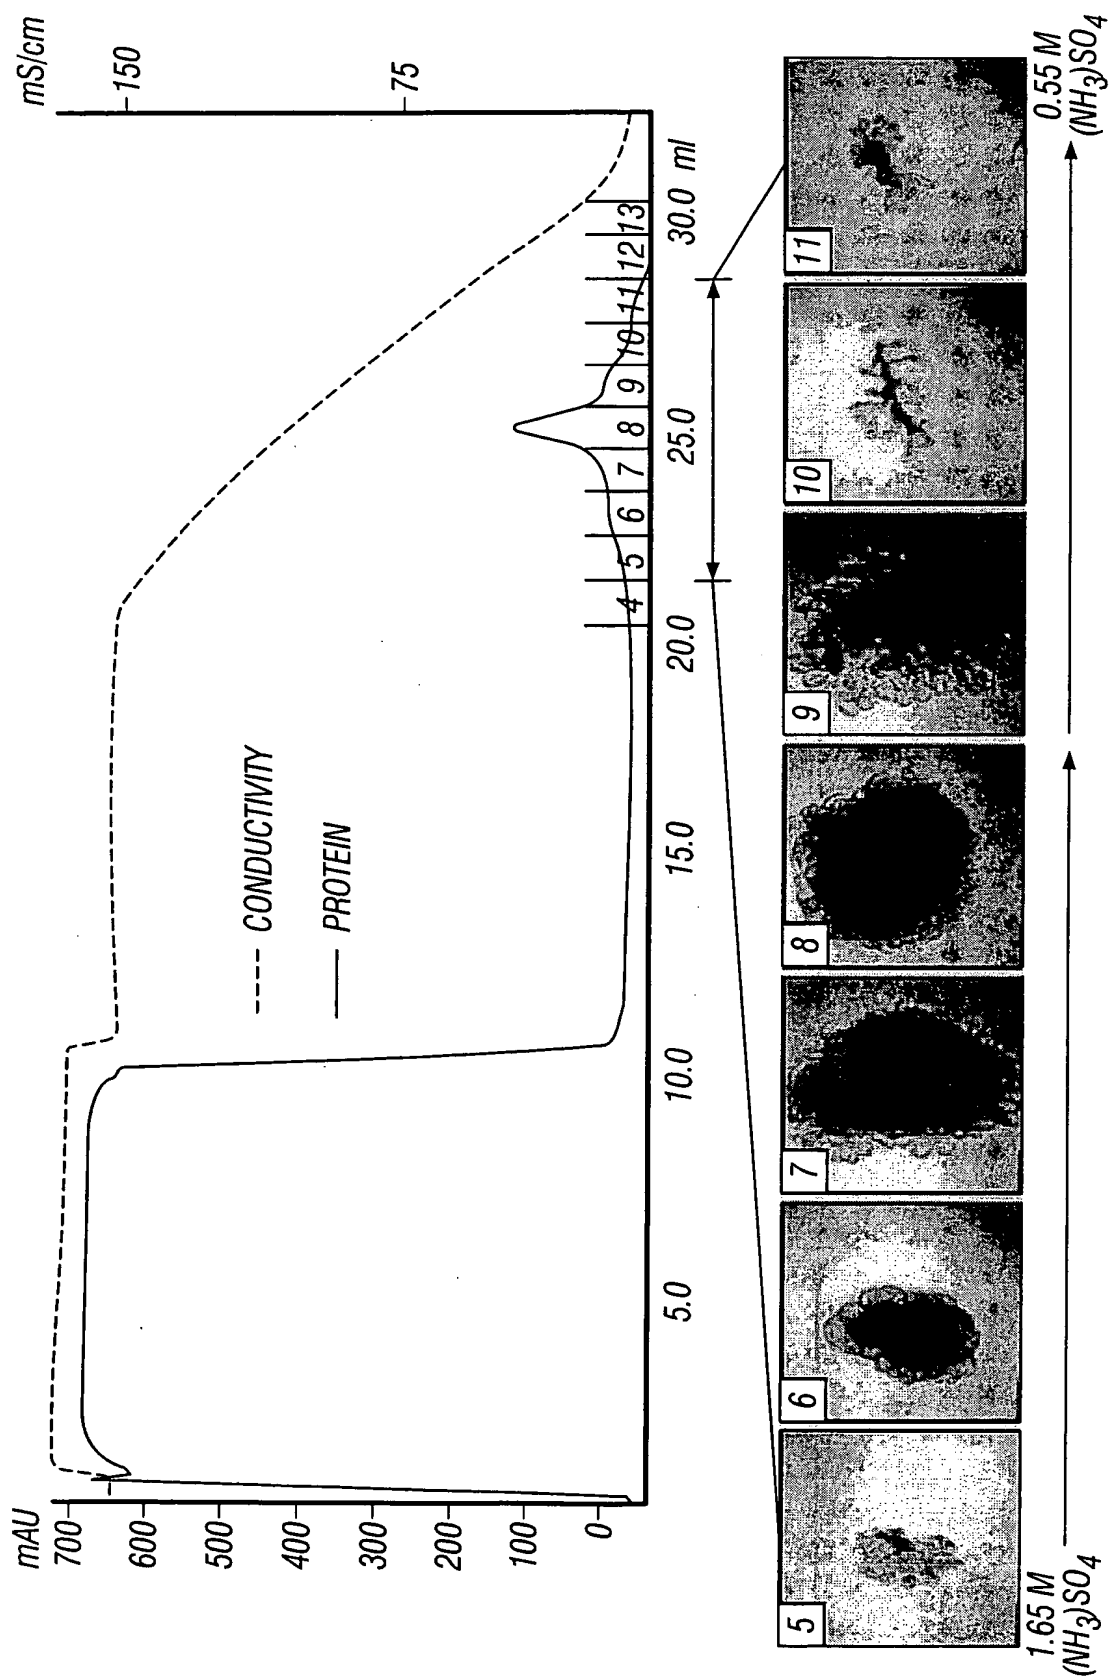 mAU
700
600
500
400
300
200
100
0
mS/cm
150
75
--- CONDUCTIVITY
— PROTEIN
4 5 6 7 8 9 10 11 12 13
5.0 10.0 15.0 20.0 25.0 30.0 ml
5 6 7 8 9 10 11
1.65 M
(NH3)SO4
0.55 M
(NH3)SO4